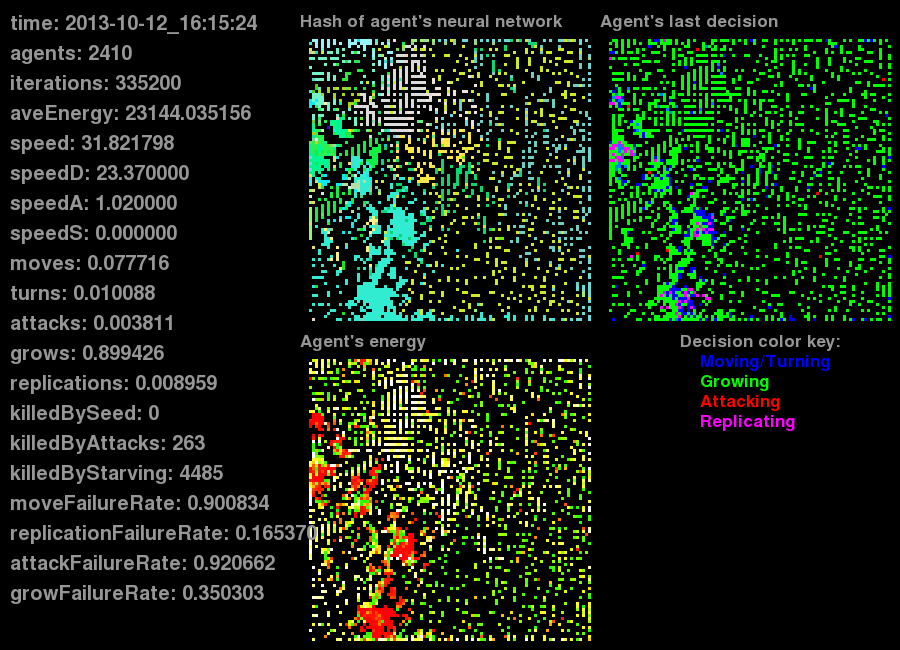 time: 2013-10-12_16:15:24
agents: 2410
iterations: 335200
aveEnergy: 23144.035156
speed: 31.821798
speedD: 23.370000
speedA: 1.020000
speedS: 0.000000
moves: 0.077716
turns: 0.010088
attacks: 0.003811
grows: 0.899426
replications: 0.008959
killedBySeed: 0
killedByAttacks: 263
killedByStarving: 4485
moveFailureRate: 0.900834
replicationFailureRate: 0.165370
attackFailureRate: 0.920662
growFailureRate: 0.350303
Hash of agent's neural network
Agent's last decision
Agent's energy
Decision color key:
Moving/Turning
Growing
Attacking
Replicating